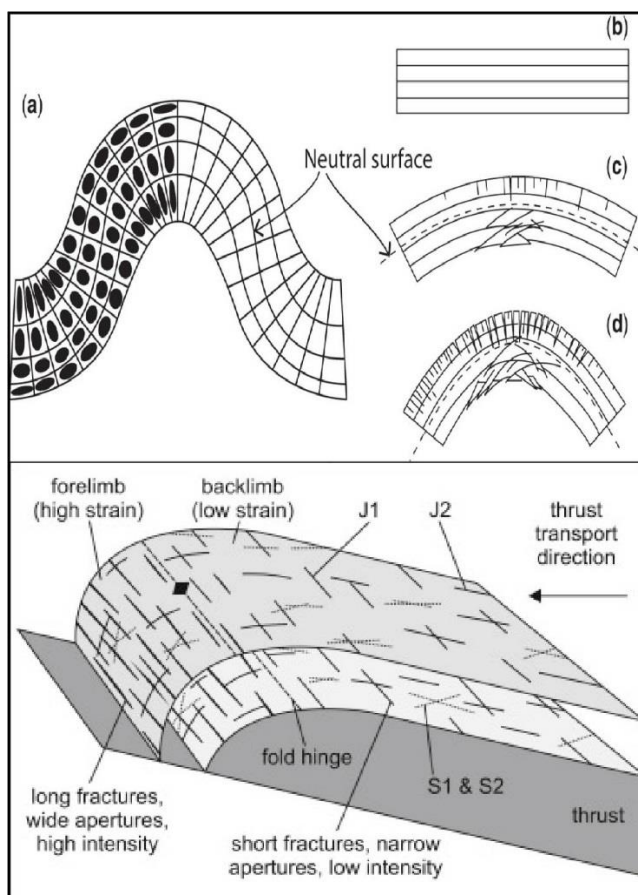 (a)
(b)
Neutral surface
(c)
(d)
forelimb
(high strain)
backlimb
(low strain)
J1
J2
thrust
transport
direction
fold hinge
S1 & S2
thrust
long fractures,
wide apertures,
high intensity
short fractures, narrow
apertures, low intensity